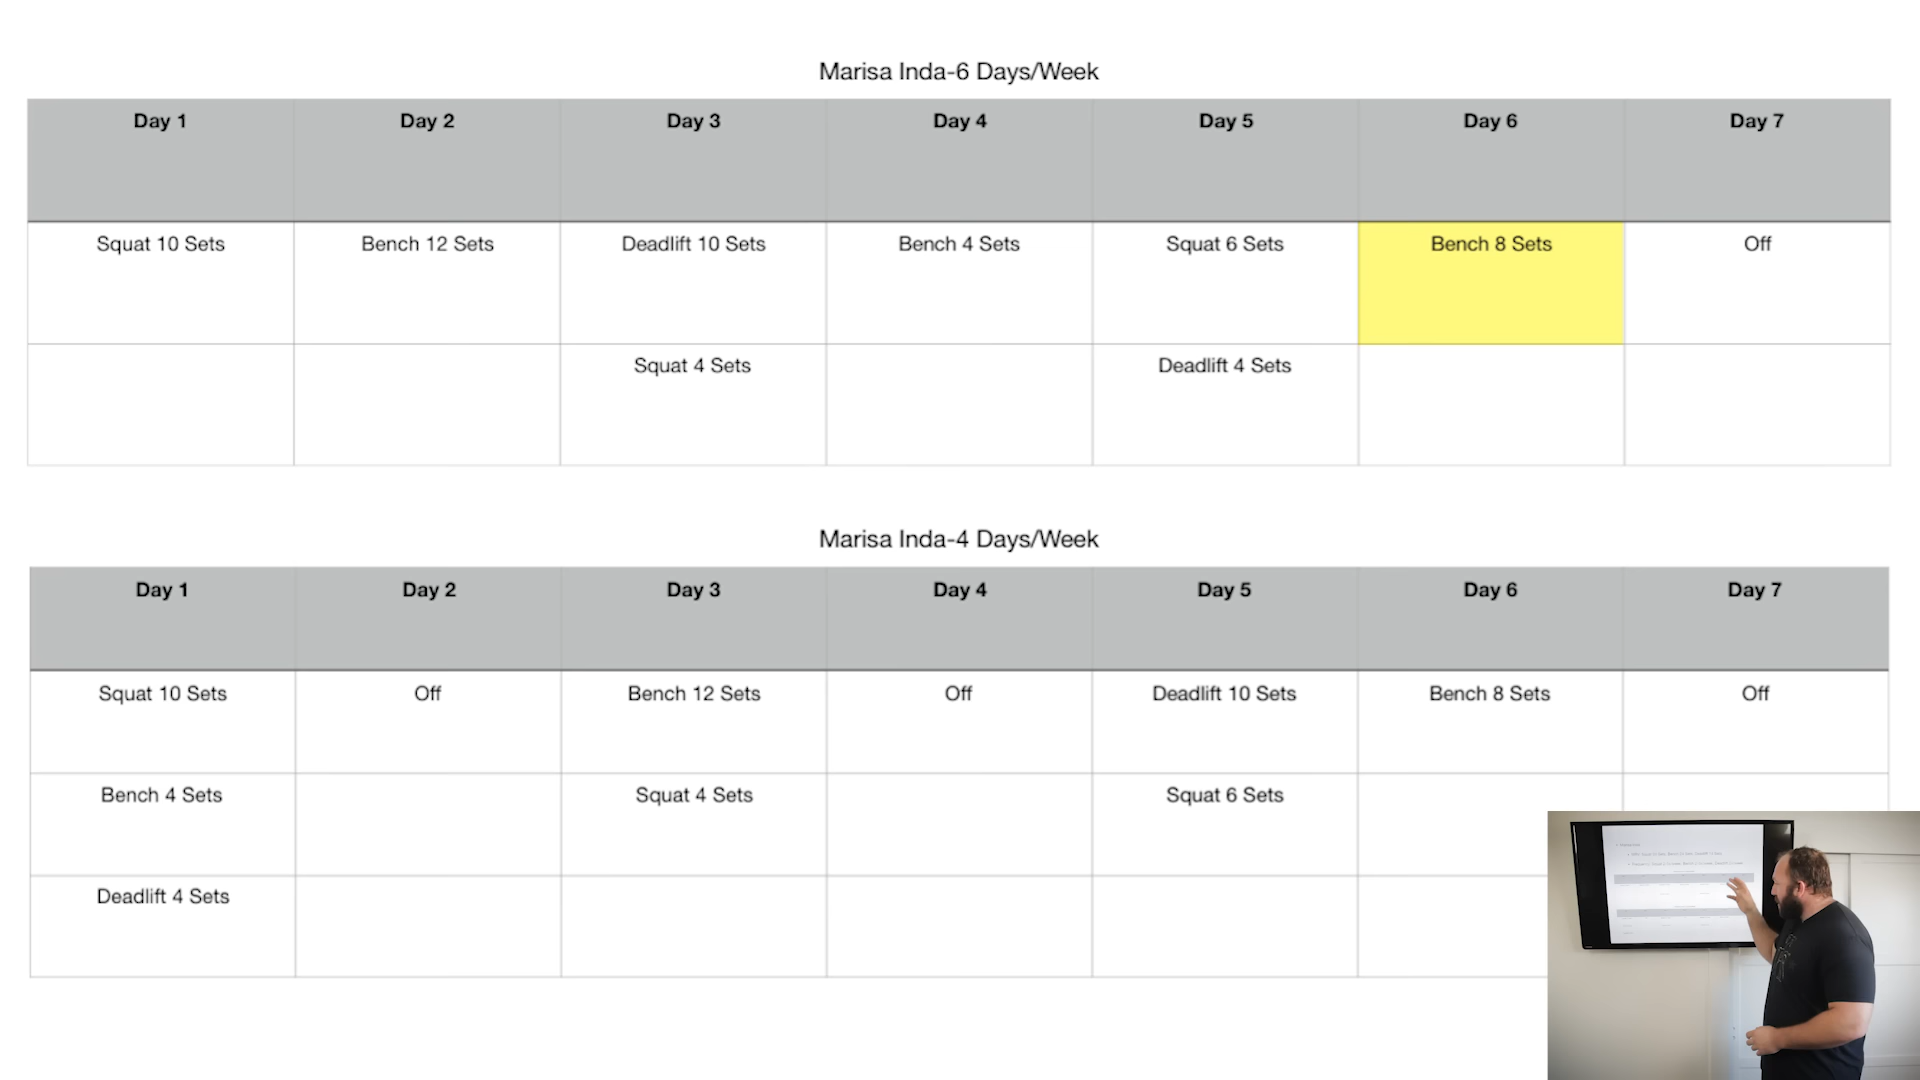 Marisa Inda-6 Days/Week
Day 1 Day 2 Day 3 Day 4 Day 5 Day 6 Day 7
Squat 10 Sets Bench 12 Sets Deadlift 10 Sets Bench 4 Sets Squat 6 Sets Bench 8 Sets Off
Squat 4 Sets Deadlift 4 Sets
Marisa Inda-4 Days/Week
Day 1 Day 2 Day 3 Day 4 Day 5 Day 6 Day 7
Squat 10 Sets Off Bench 12 Sets Off Deadlift 10 Sets Bench 8 Sets Off
Bench 4 Sets Squat 4 Sets Squat 6 Sets
Deadlift 4 Sets